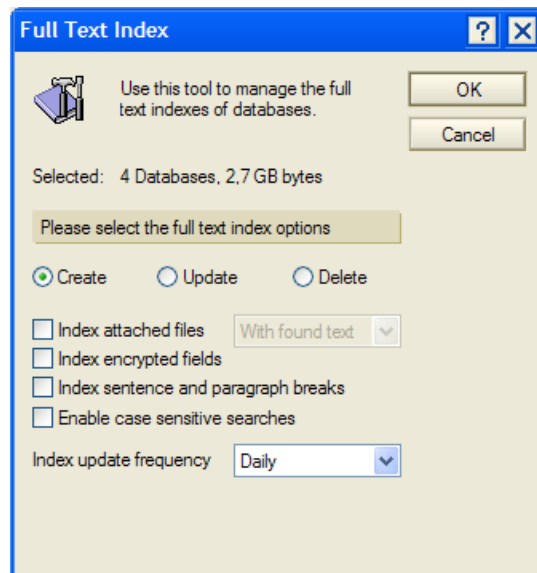 Full Text Index
Use this tool to manage the full
text indexes of databases.
OK
Cancel
Selected: 4 Databases, 2,7 GB bytes
Please select the full text index options
Create Update Delete
Index attached files With found text
Index encrypted fields
Index sentence and paragraph breaks
Enable case sensitive searches
Index update frequency Daily